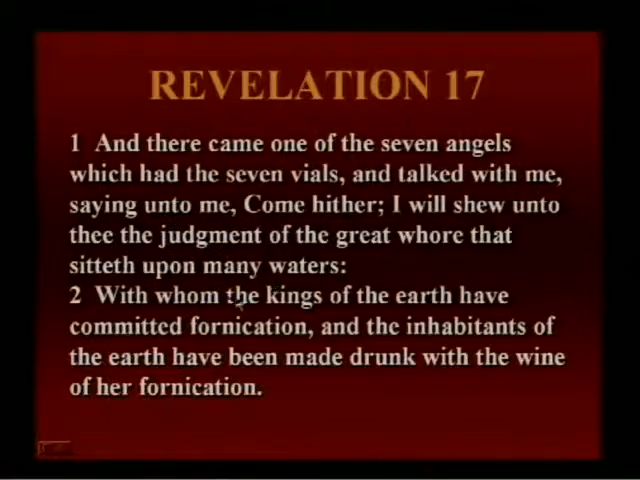 REVELATION 17
1 And there came one of the seven angels
which had the seven vials, and talked with me,
saying unto me, Come hither; I will shew unto
thee the judgment of the great whore that
sitteth upon many waters:
2 With whom the kings of the earth have
committed fornication, and the inhabitants of
the earth have been made drunk with the wine
of her fornication.